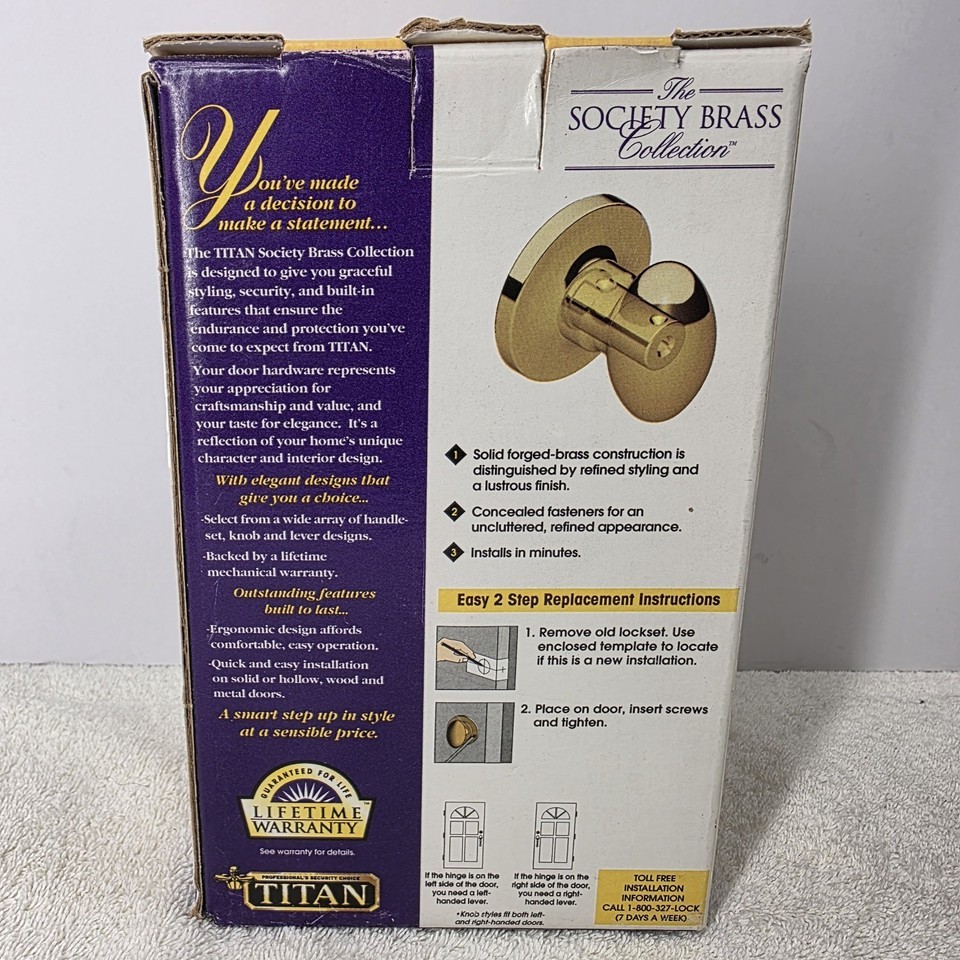 You've made
a decision to
make a statement...
The TITAN Society Brass Collection
is designed to give you graceful
styling, security, and built-in
features that ensure the
endurance and protection you've
come to expect from TITAN.
Your door hardware represents
your appreciation for
craftsmanship and value, and
your taste for elegance. It's a
reflection of your home's unique
character and interior design.
With elegant designs that
give you a choice...
-Select from a wide array of handle-
set, knob and lever designs.
-Backed by a lifetime
mechanical warranty.
Outstanding features
built to last...
-Ergonomic design affords
comfortable, easy operation.
-Quick and easy installation
on solid or hollow, wood and
metal doors.
A smart step up in style
at a sensible price.
GUARANTEED FOR LIFE
LIFETIME
WARRANTY
™
See warranty for details.
PROFESSIONAL'S SECURITY CHOICE
TITAN
The
SOCIETY BRASS
Collection™
1 Solid forged-brass construction is
distinguished by refined styling and
a lustrous finish.
2 Concealed fasteners for an
uncluttered, refined appearance.
3 Installs in minutes.
Easy 2 Step Replacement Instructions
1. Remove old lockset. Use
enclosed template to locate
if this is a new installation.
2. Place on door, insert screws
and tighten.
If the hinge is on the
left side of the door,
you need a left-
handed lever.
If the hinge is on the
right side of the door,
you need a right-
handed lever.
•Knob styles fit both left-
and right-handed doors.
TOLL FREE
INSTALLATION
INFORMATION
CALL 1-800-327-LOCK
(7 DAYS A WEEK)